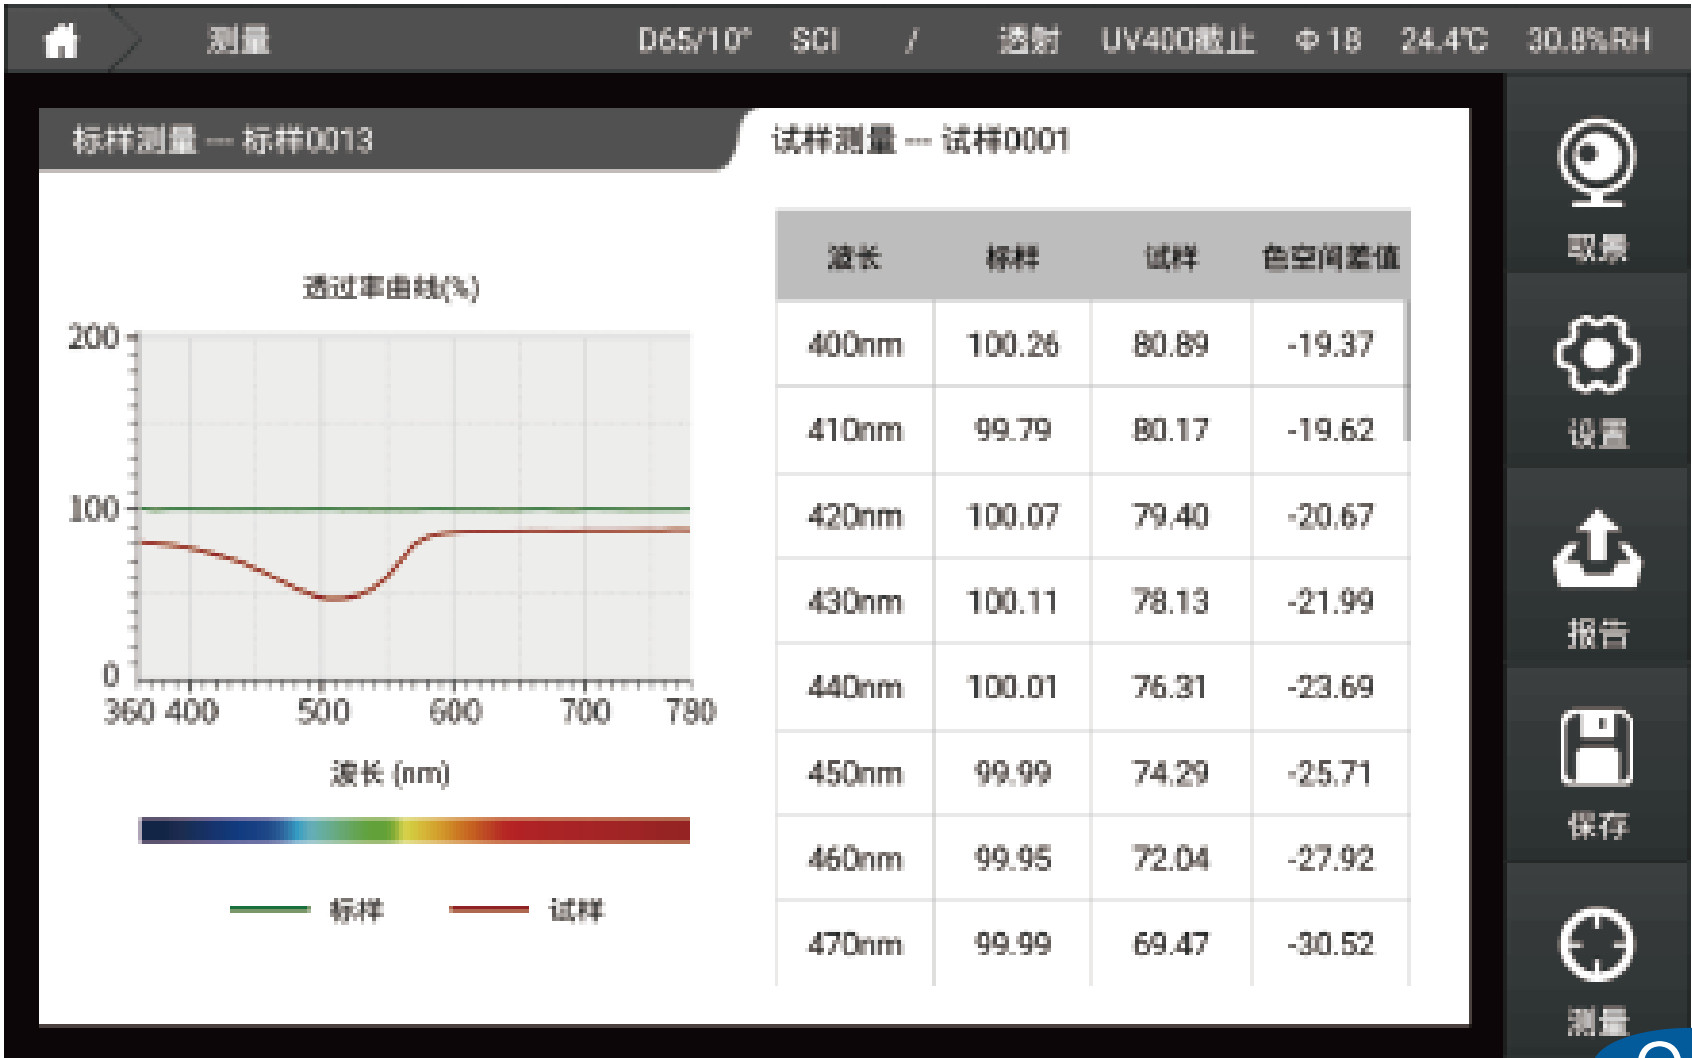 测量 D65/10° SCI / 透射 UV400截止 Φ18 24.4℃ 30.8%RH
标样测量 --- 标样0013
试样测量 --- 试样0001
透过率曲线(%)
200
100
0
360 400 500 600 700 780
波长 (nm)
标样 试样
波长 标样 试样 色空间差值
400nm 100.26 80.89 -19.37
410nm 99.79 80.17 -19.62
420nm 100.07 79.40 -20.67
430nm 100.11 78.13 -21.99
440nm 100.01 76.31 -23.69
450nm 99.99 74.29 -25.71
460nm 99.95 72.04 -27.92
470nm 99.99 69.47 -30.52
取景
设置
报告
保存
测量